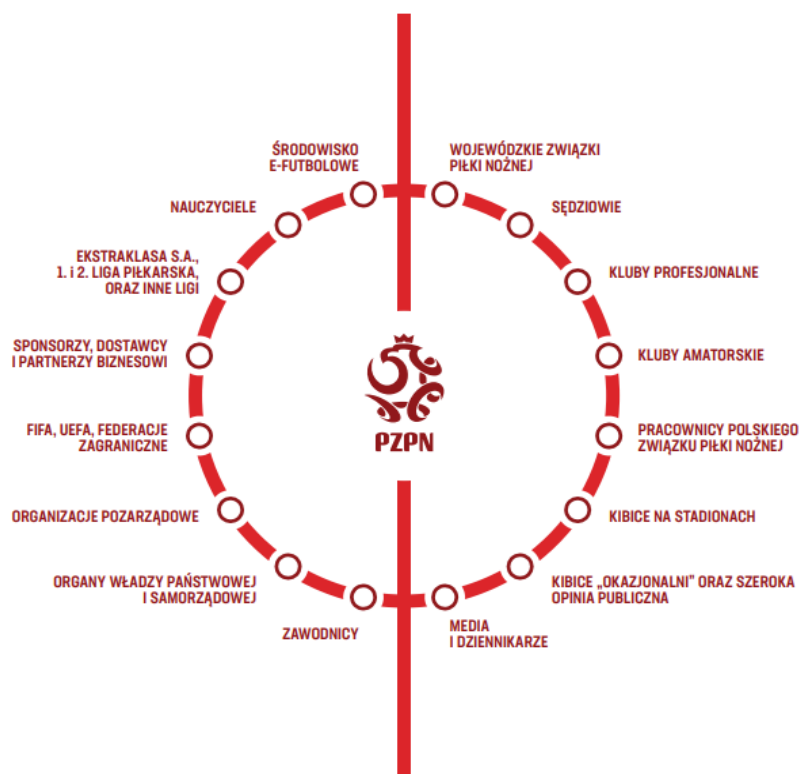 ŚRODOWISKO
E-FUTBOLOWE
WOJEWÓDZKIE ZWIĄZKI
PIŁKI NOŻNEJ
NAUCZYCIELE
SĘDZIOWIE
EKSTRAKLASA S.A.,
1. i 2. LIGA PIŁKARSKA,
ORAZ INNE LIGI
KLUBY PROFESJONALNE
SPONSORZY, DOSTAWCY
I PARTNERZY BIZNESOWI
KLUBY AMATORSKIE
PZPN
FIFA, UEFA, FEDERACJE
ZAGRANICZNE
PRACOWNICY POLSKIEGO
ZWIĄZKU PIŁKI NOŻNEJ
ORGANIZACJE POZARZĄDOWE
KIBICE NA STADIONACH
ORGANY WŁADZY PAŃSTWOWEJ
I SAMORZĄDOWEJ
KIBICE „OKAZJONALNI” ORAZ SZEROKA
OPINIA PUBLICZNA
ZAWODNICY
MEDIA
I DZIENNIKARZE